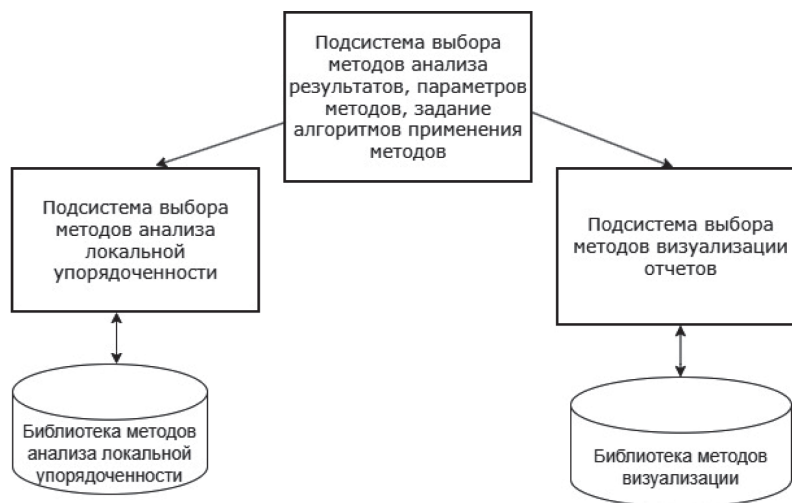 Подсистема выбора
методов анализа
результатов, параметров
методов, задание
алгоритмов применения
методов
Подсистема выбора
методов анализа
локальной
упорядоченности
Подсистема выбора
методов визуализации
отчетов
Библиотека методов
анализа локальной
упорядоченности
Библиотека методов
визуализации